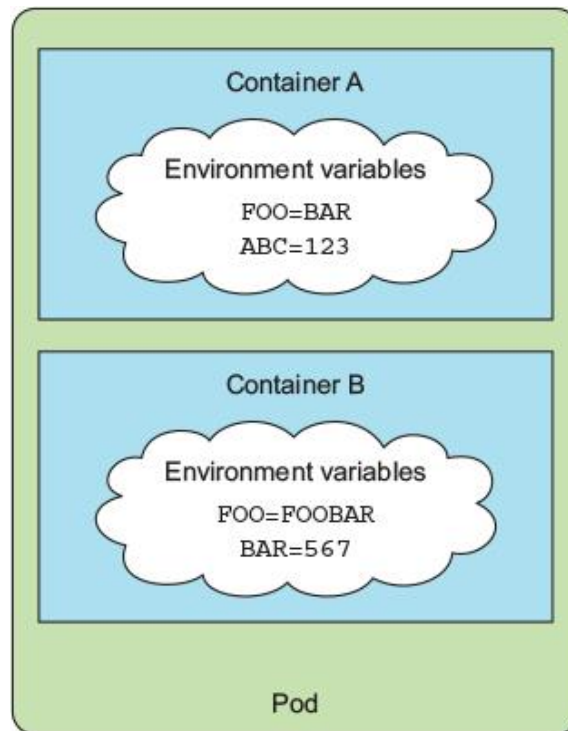 Container A
Environment variables
FOO=BAR
ABC=123
Container B
Environment variables
FOO=FOOBAR
BAR=567
Pod